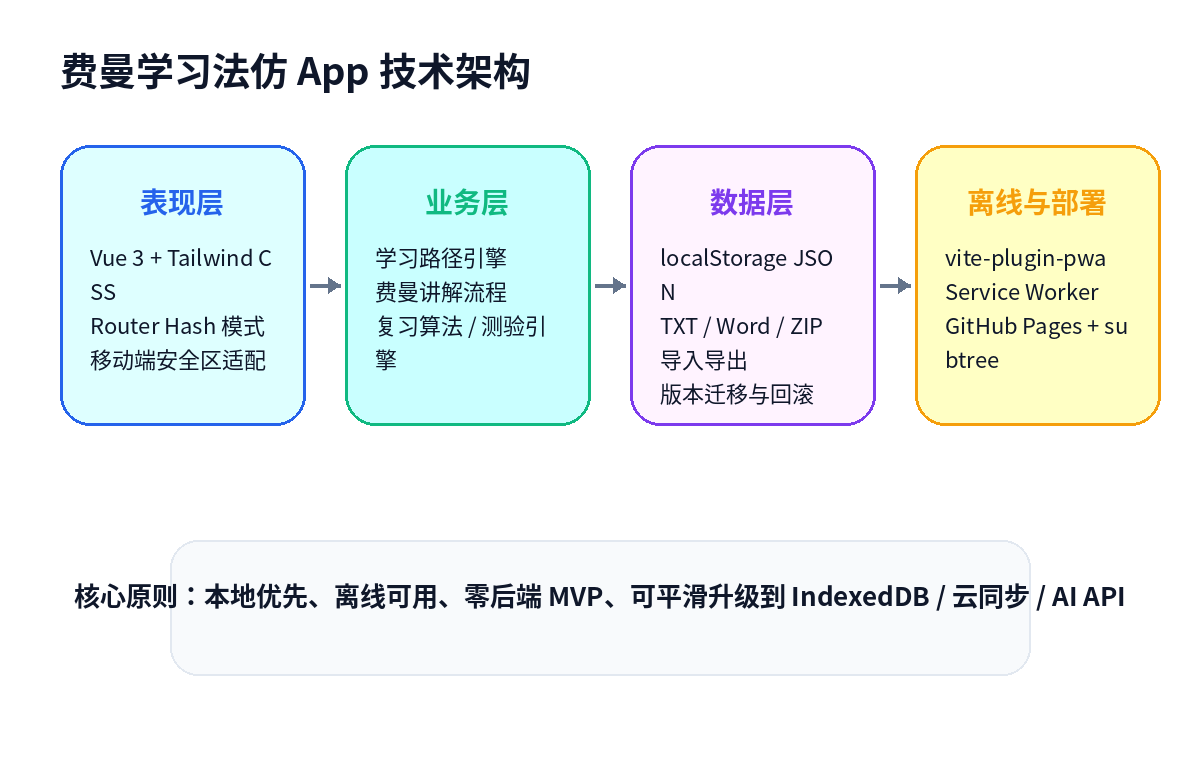 费曼学习法仿 App 技术架构
表现层
Vue 3 + Tailwind C
SS
Router Hash 模式
移动端安全区适配
业务层
学习路径引擎
费曼讲解流程
复习算法 / 测验引
擎
数据层
localStorage JSO
N
TXT / Word / ZIP
导入导出
版本迁移与回滚
离线与部署
vite-plugin-pwa
Service Worker
GitHub Pages + su
btree
核心原则：本地优先、离线可用、零后端 MVP、可平滑升级到 IndexedDB / 云同步 / AI API